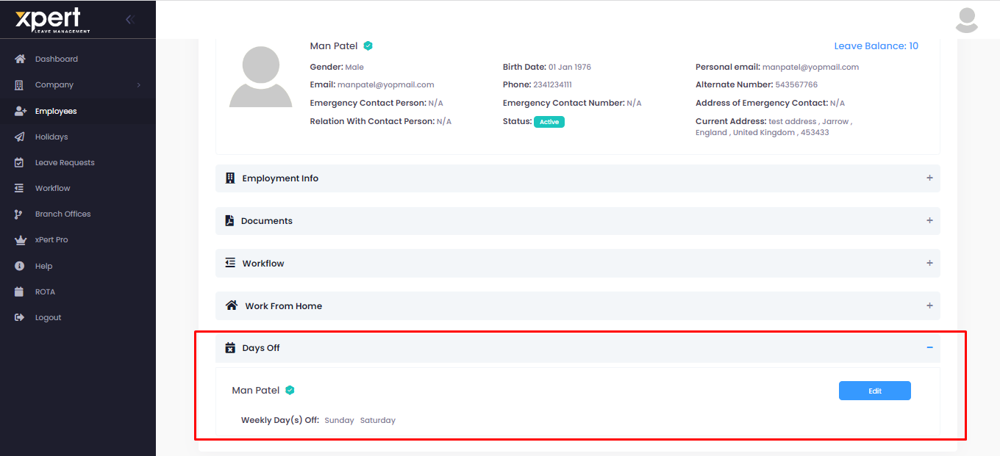 xpert
LEAVE MANAGEMENT
Dashboard
Company
Employees
Holidays
Leave Requests
Workflow
Branch Offices
xPert Pro
Help
ROTA
Logout
Man Patel
Leave Balance: 10
Gender: Male
Birth Date: 01 Jan 1976
Personal email: manpatel@yopmail.com
Email: manpatel@yopmail.com
Phone: 2341234111
Alternate Number: 543567766
Emergency Contact Person: N/A
Emergency Contact Number: N/A
Address of Emergency Contact: N/A
Relation With Contact Person: N/A
Status: Active
Current Address: test address , Jarrow ,
England , United Kingdom , 453433
Employment Info
Documents
Workflow
Work From Home
Days Off
Man Patel
Edit
Weekly Day(s) Off: Sunday Saturday